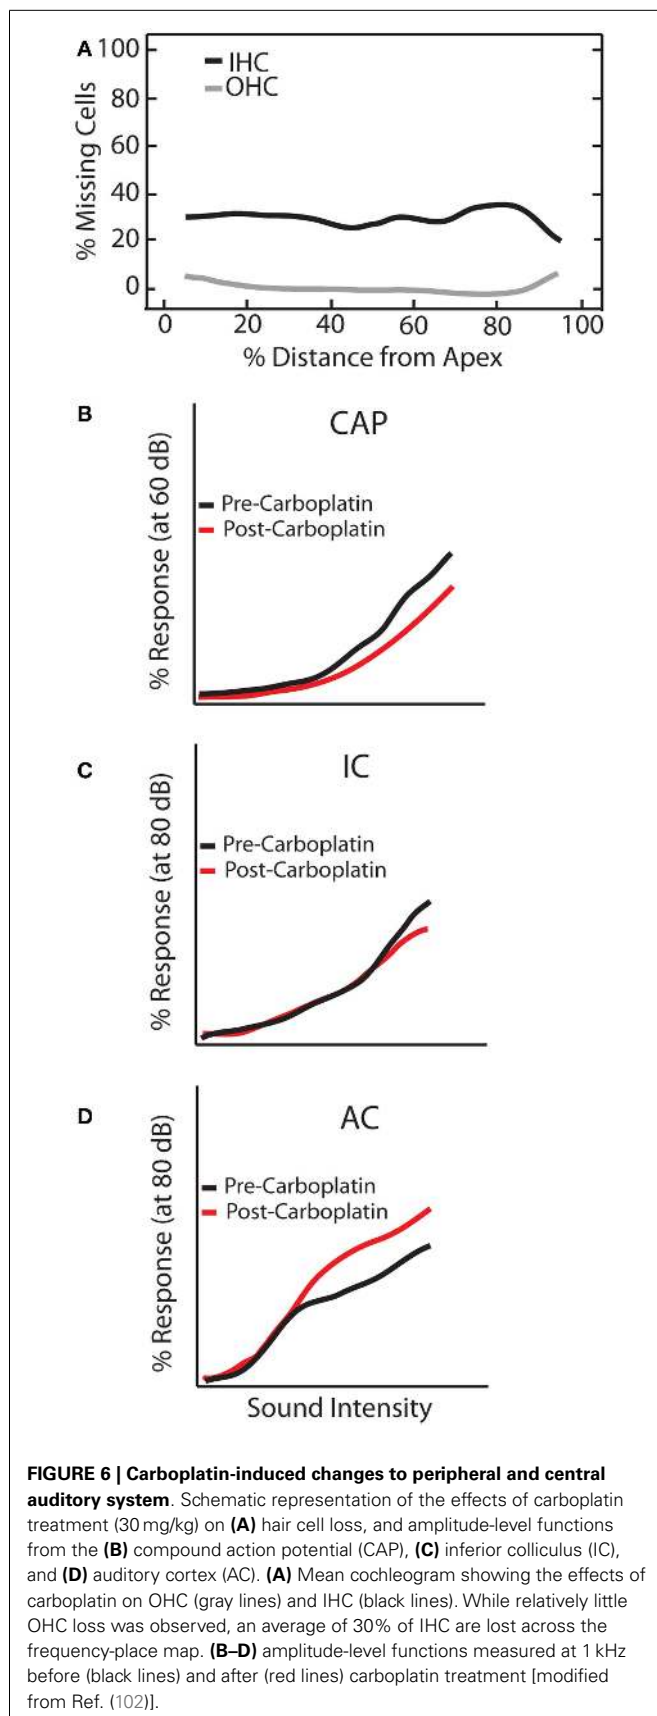 A
100
80
60
40
20
0
% Missing Cells
IHC
OHC
0 20 40 60 80 100
% Distance from Apex
B
CAP
% Response (at 60 dB)
Pre-Carboplatin
Post-Carboplatin
C
IC
% Response (at 80 dB)
Pre-Carboplatin
Post-Carboplatin
D
AC
% Response (at 80 dB)
Pre-Carboplatin
Post-Carboplatin
Sound Intensity
FIGURE 6 | Carboplatin-induced changes to peripheral and central
auditory system. Schematic representation of the effects of carboplatin
treatment (30 mg/kg) on (A) hair cell loss, and amplitude-level functions
from the (B) compound action potential (CAP), (C) inferior colliculus (IC),
and (D) auditory cortex (AC). (A) Mean cochleogram showing the effects of
carboplatin on OHC (gray lines) and IHC (black lines). While relatively little
OHC loss was observed, an average of 30% of IHC are lost across the
frequency-place map. (B–D) amplitude-level functions measured at 1 kHz
before (black lines) and after (red lines) carboplatin treatment [modified
from Ref. (102)].